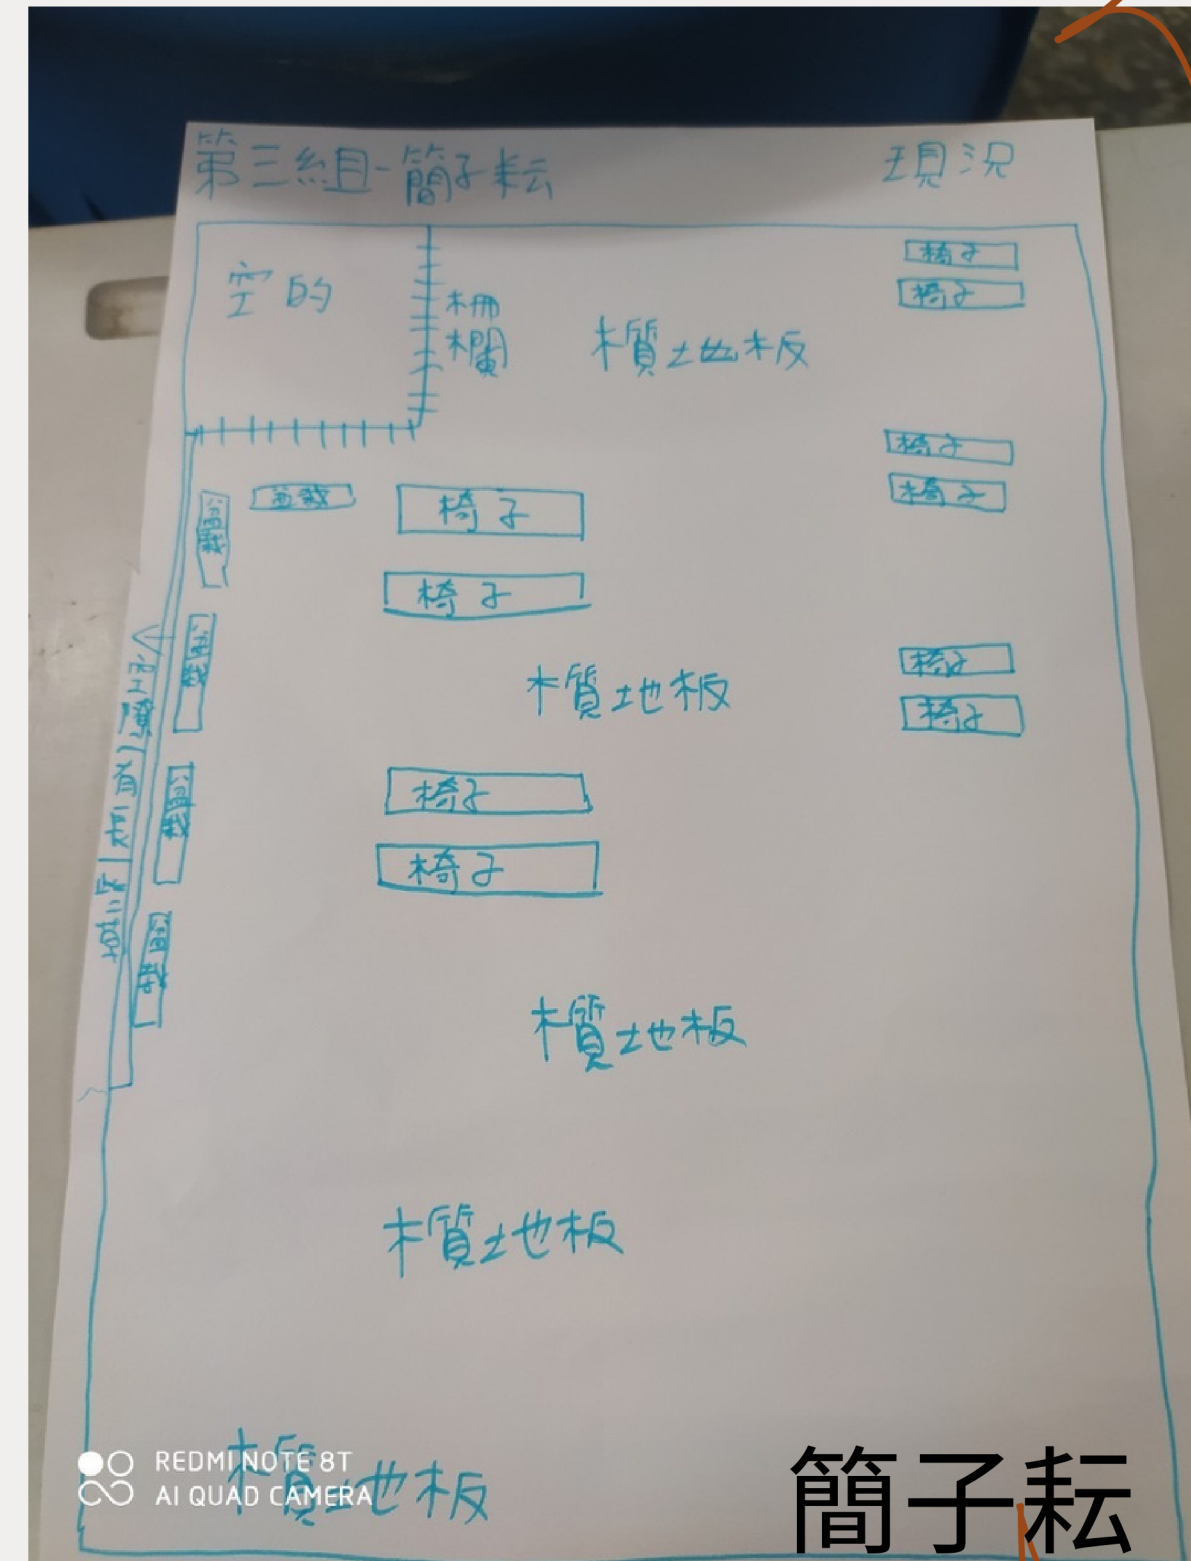 第三組-簡子耘
現況
空的
柵欄
木質地板
椅子
椅子
椅子
椅子
盆栽
盆栽
椅子
椅子
盆栽
木質地板
椅子
椅子
盆栽
椅子
椅子
盆栽
木質地板
木質地板
木質地板
REDMI NOTE 8T
AI QUAD CAMERA
簡子耘